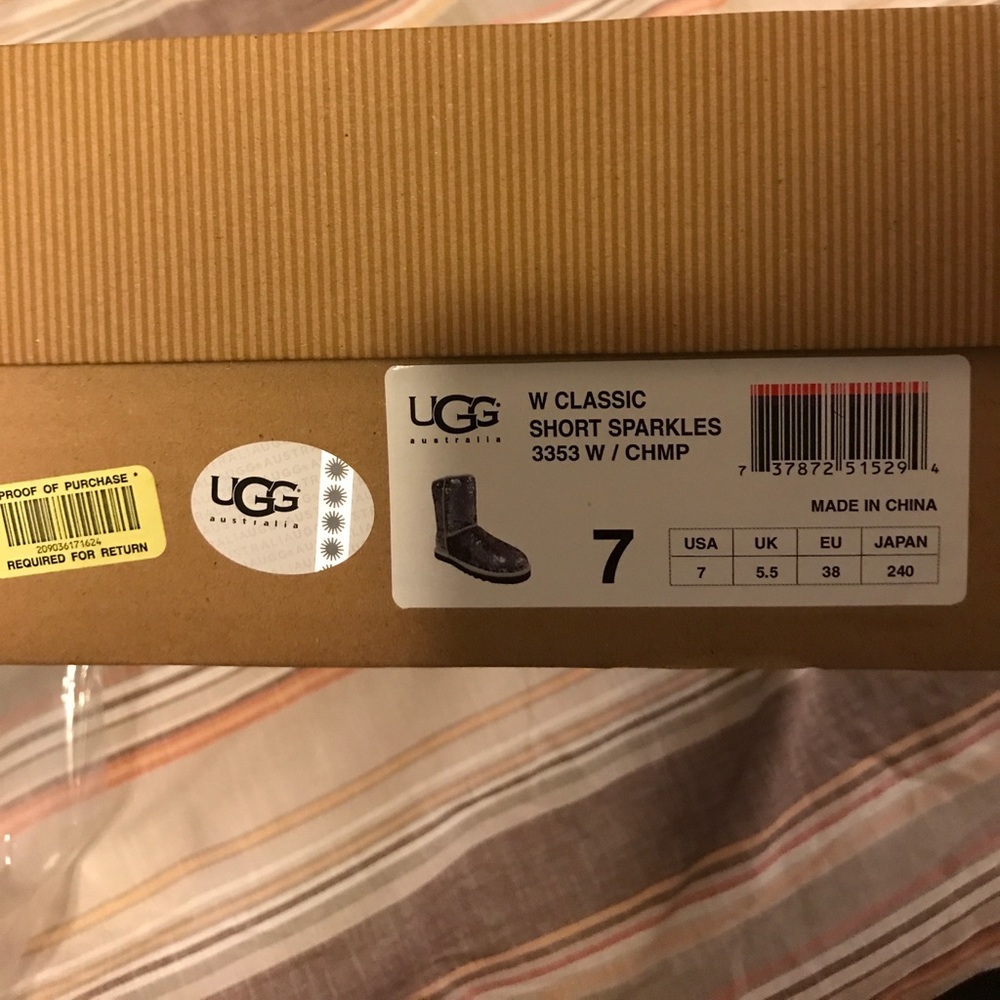 PROOF OF PURCHASE
209036171624
REQUIRED FOR RETURN
UGG
australia
UGG
australia
W CLASSIC
SHORT SPARKLES
3353 W / CHMP
7 37872 51529 4
MADE IN CHINA
7
USA UK EU JAPAN
7 5.5 38 240